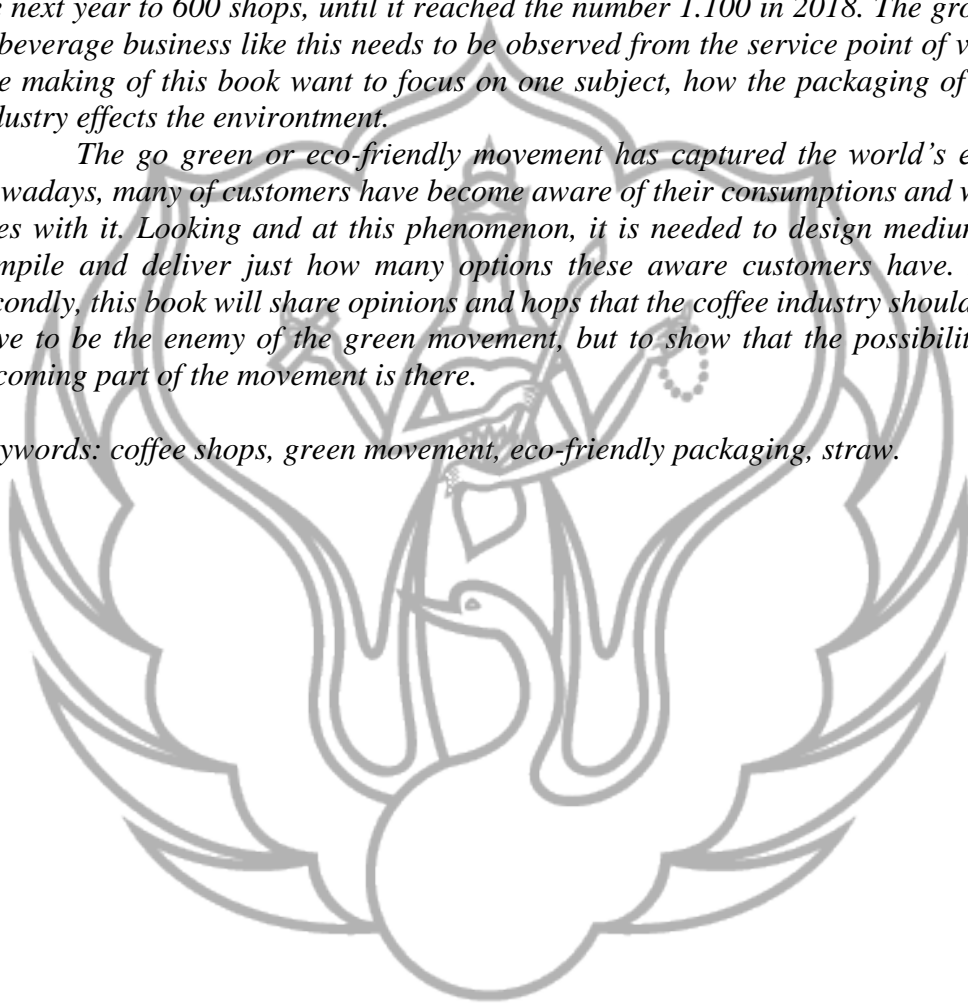 e next year to 600 shops, until it reached the number 1.100 in 2018. The gro
beverage business like this needs to be observed from the service point of v
e making of this book want to focus on one subject, how the packaging of
dustry effects the environtment.
The go green or eco-friendly movement has captured the world's e
wadays, many of customers have become aware of their consumptions and w
es with it. Looking and at this phenomenon, it is needed to design medium
mpile and deliver just how many options these aware customers have.
condly, this book will share opinions and hops that the coffee industry should
ve to be the enemy of the green movement, but to show that the possibilit
coming part of the movement is there.
ywords: coffee shops, green movement, eco-friendly packaging, straw.